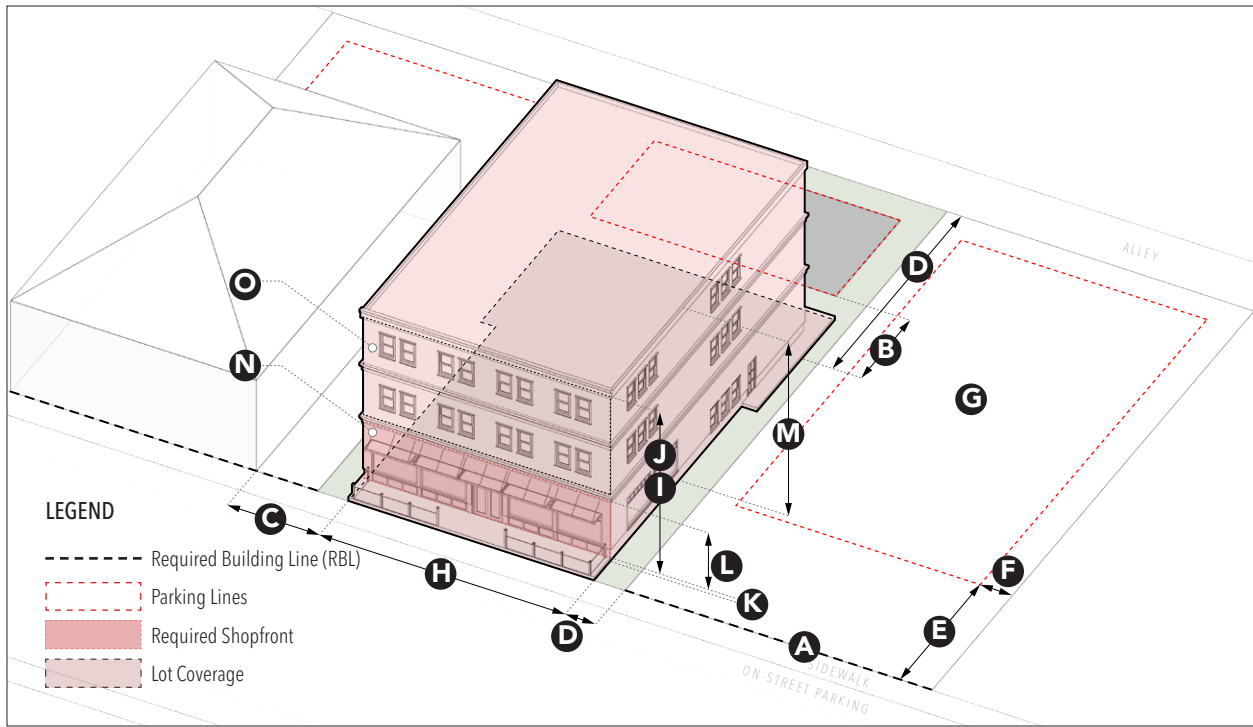 ALLEY
D
O
B
N
G
M
J
I
LEGEND
C
Required Building Line (RBL)
H
L
F
K
Parking Lines
D
E
Required Shopfront
A
SIDEWALK
Lot Coverage
ON-STREET PARKING